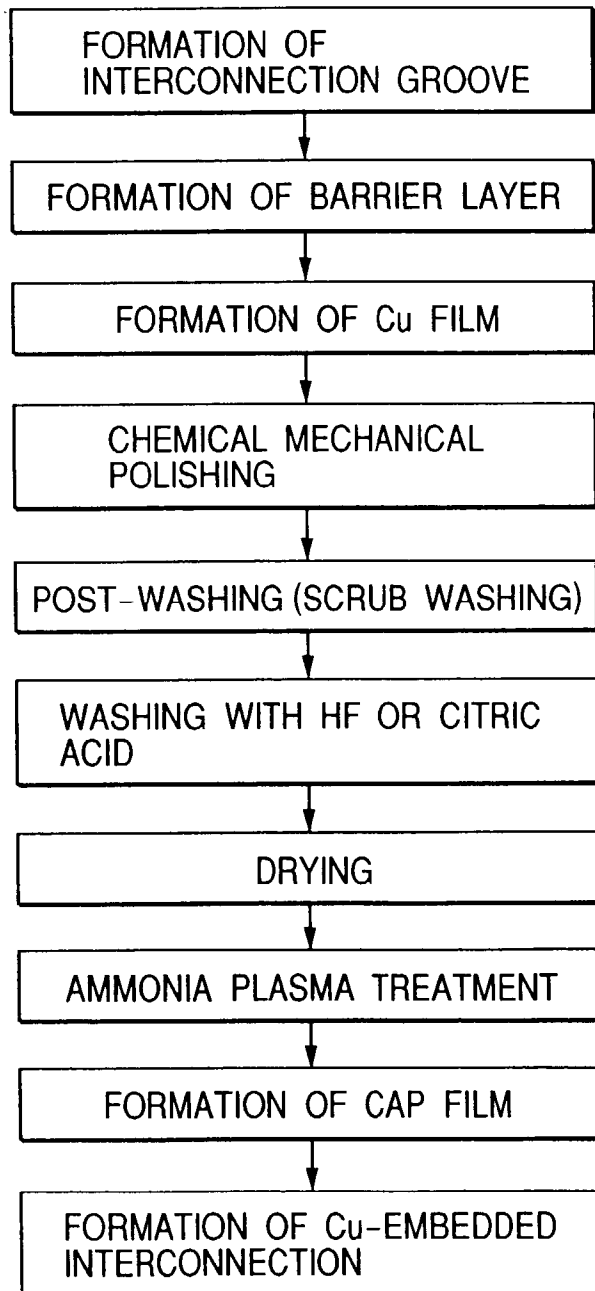 FORMATION OF
INTERCONNECTION GROOVE
FORMATION OF BARRIER LAYER
FORMATION OF Cu FILM
CHEMICAL MECHANICAL
POLISHING
POST-WASHING (SCRUB WASHING)
WASHING WITH HF OR CITRIC
ACID
DRYING
AMMONIA PLASMA TREATMENT
FORMATION OF CAP FILM
FORMATION OF Cu-EMBEDDED
INTERCONNECTION